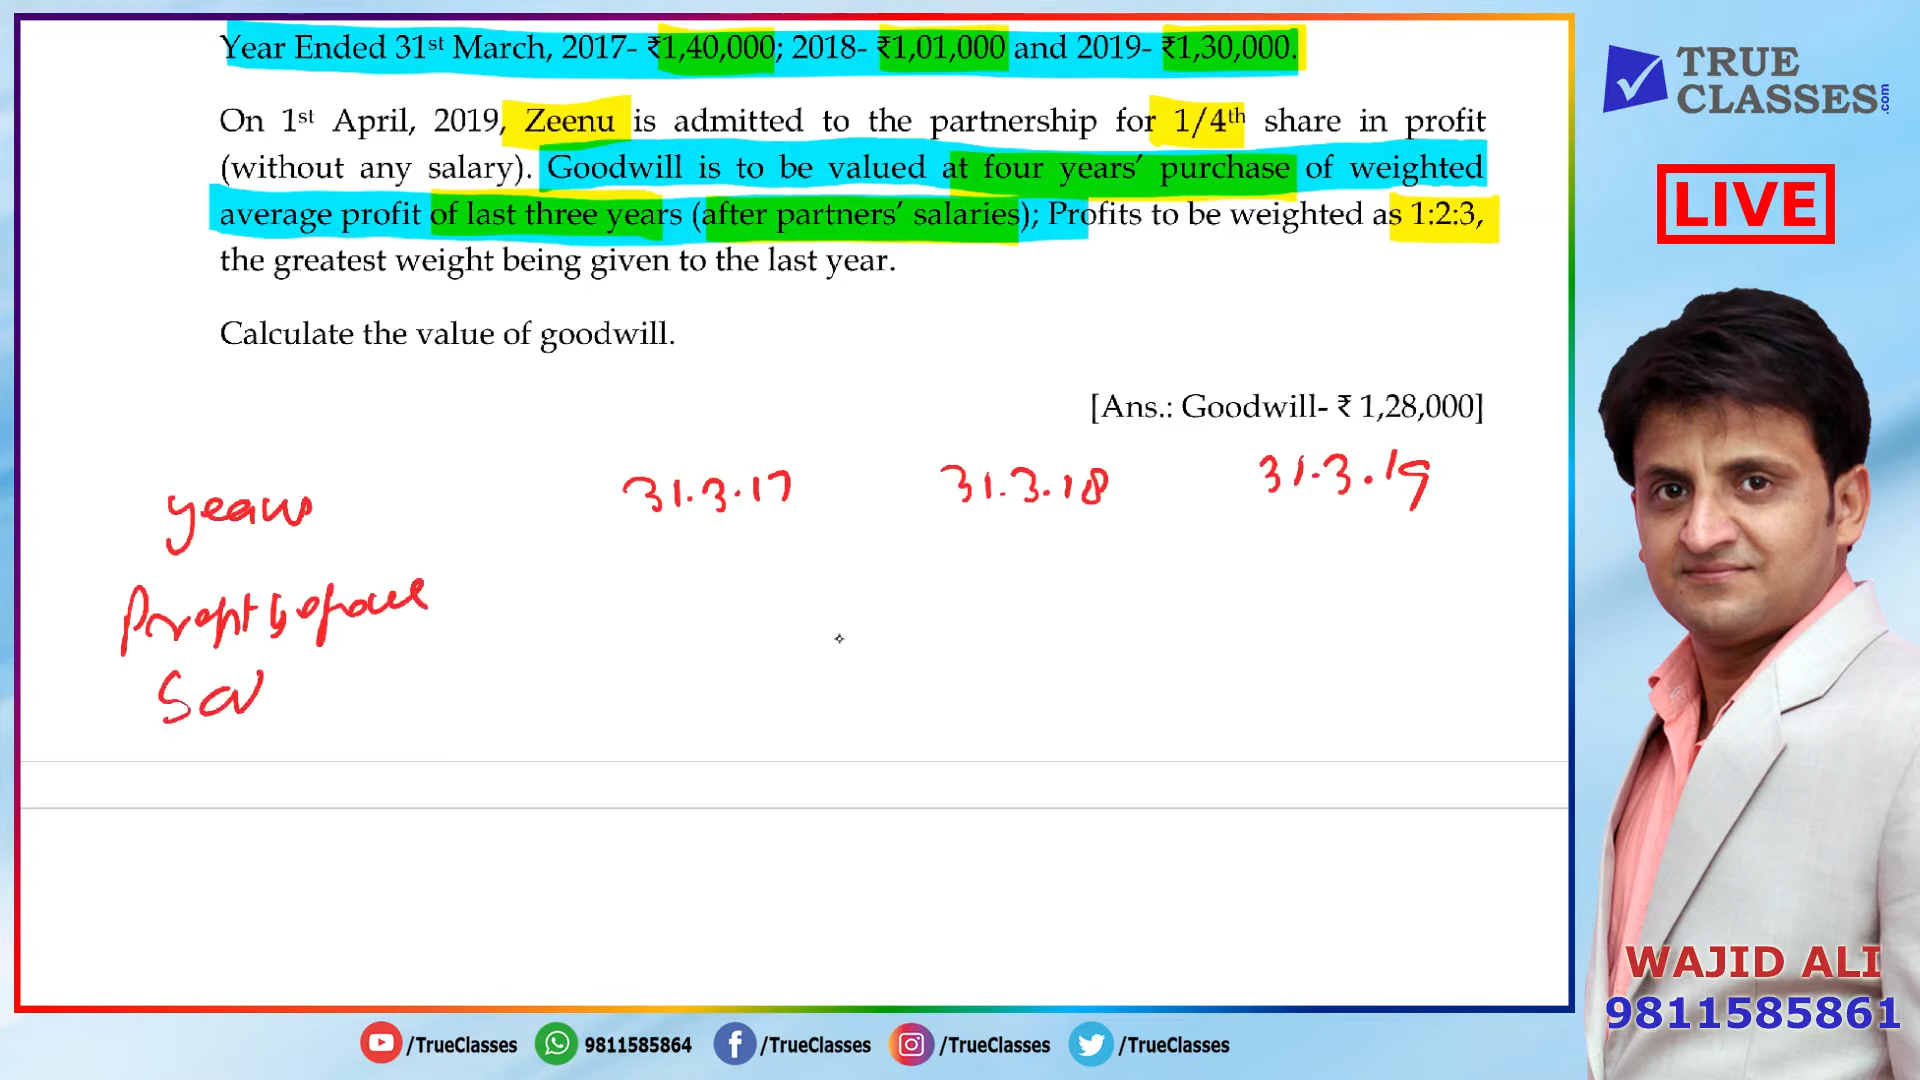 Year Ended 31st March, 2017- ₹1,40,000; 2018- ₹1,01,000 and 2019- ₹1,30,000.
On 1st April, 2019, Zeenu is admitted to the partnership for 1/4th share in profit
(without any salary). Goodwill is to be valued at four years' purchase of weighted
average profit of last three years (after partners' salaries); Profits to be weighted as 1:2:3,
the greatest weight being given to the last year.
Calculate the value of goodwill.
[Ans.: Goodwill- ₹ 1,28,000]
years 31.3.17 31.3.18 31.3.19
Profit before
Sal
TRUE
CLASSES.com
LIVE
WAJID ALI
9811585861
/TrueClasses 9811585864 /TrueClasses /TrueClasses /TrueClasses